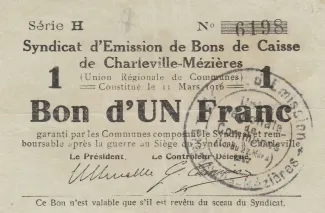 Série H
N° 6198
Syndicat d'Emission de Bons de Caisse
de Charleville-Mézières
(Union Régionale de Communes)
Constitué le 11 Mars 1916
1 1
Bon d'UN Franc
garanti par les Communes composant le Syndicat et remboursable
après la guerre au Siège du Syndicat à Charleville
Le Président, Le Contrôleur Délégué,
Ce Bon n'est valable que s'il est revêtu du sceau du Syndicat.